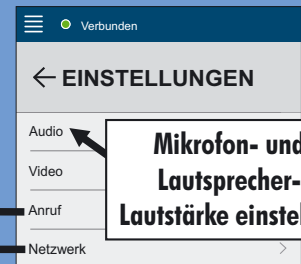 Verbunden
EINSTELLUNGEN
Audio
Mikrofon- und
Video
Lautsprecher-
Anruf
Lautstärke einstel
Netzwerk